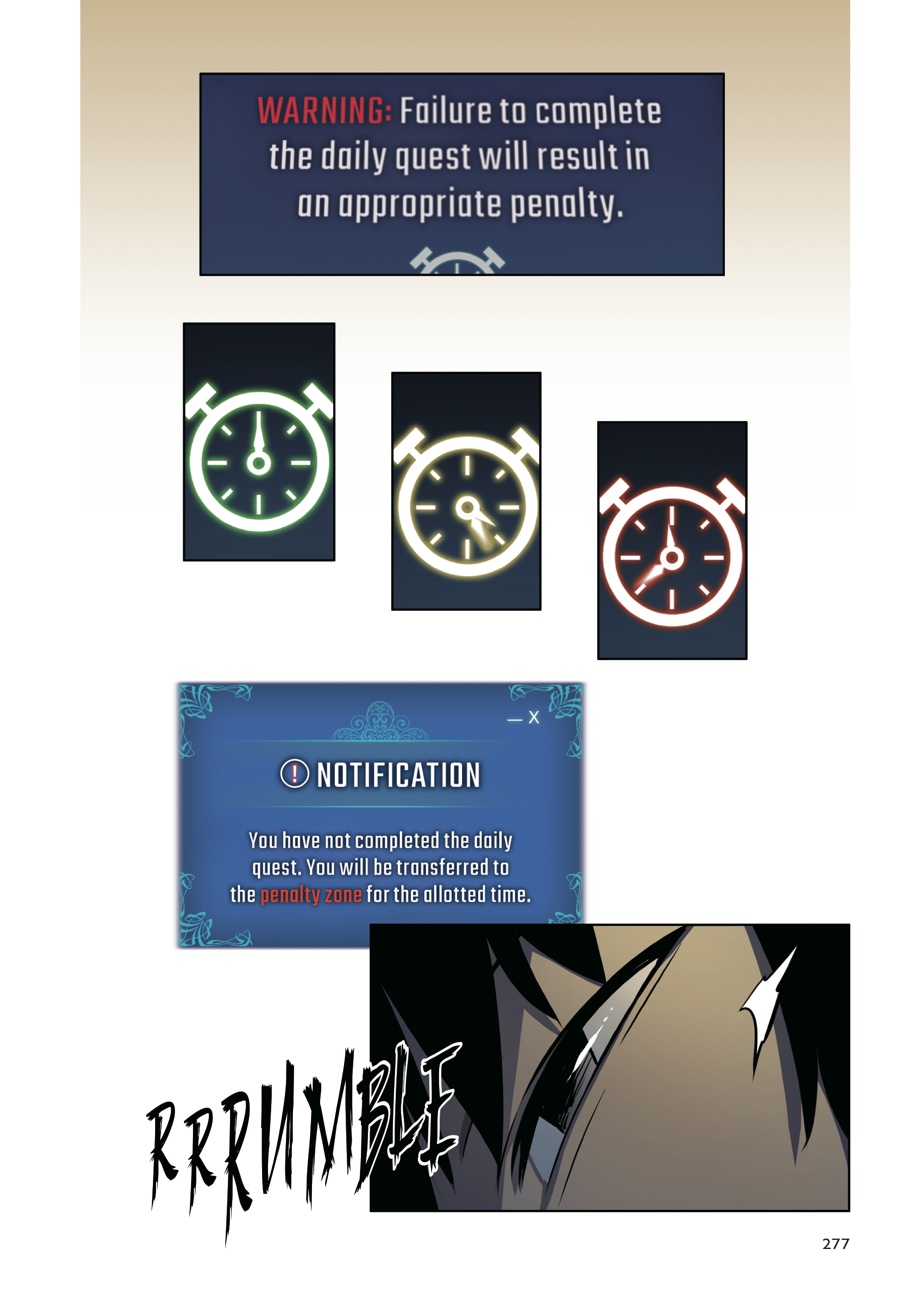 WARNING: Failure to complete
the daily quest will result in
an appropriate penalty.
— X
! NOTIFICATION
You have not completed the daily
quest. You will be transferred to
the penalty zone for the allotted time.
RRRUMBLE
277